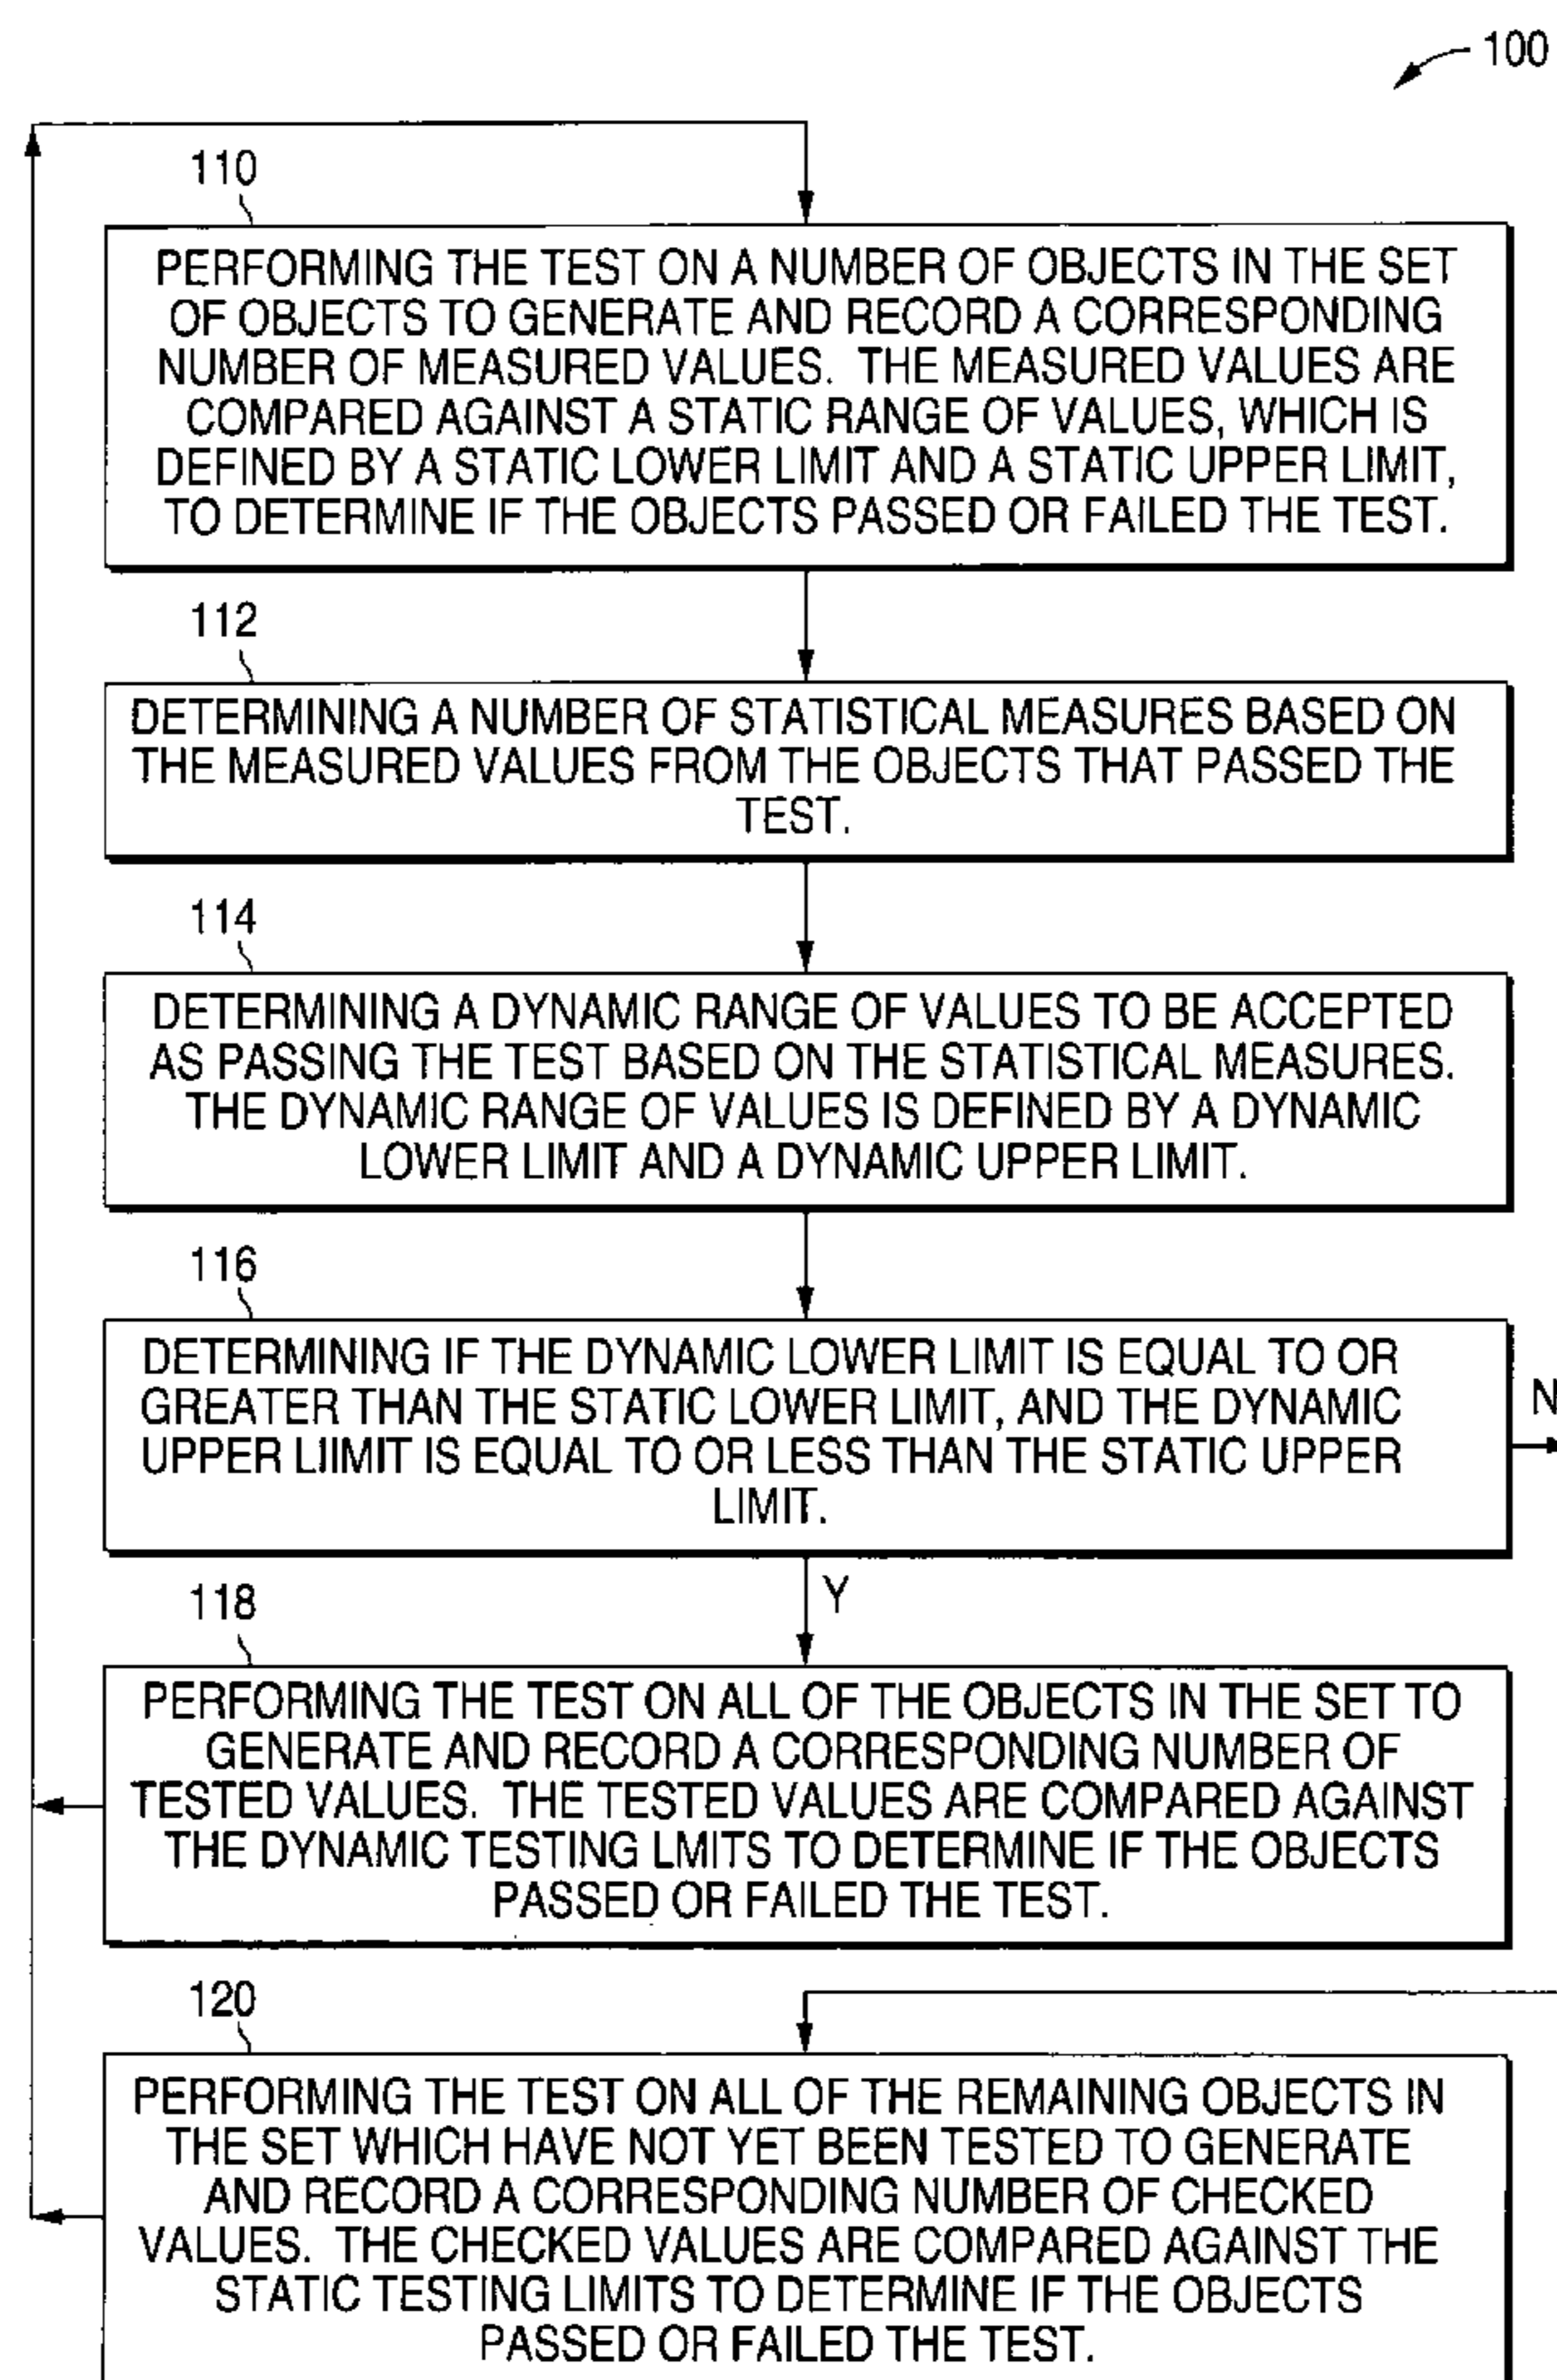 100
110
PERFORMING THE TEST ON A NUMBER OF OBJECTS IN THE SET
OF OBJECTS TO GENERATE AND RECORD A CORRESPONDING
NUMBER OF MEASURED VALUES. THE MEASURED VALUES ARE
COMPARED AGAINST A STATIC RANGE OF VALUES, WHICH IS
DEFINED BY A STATIC LOWER LIMIT AND A STATIC UPPER LIMIT,
TO DETERMINE IF THE OBJECTS PASSED OR FAILED THE TEST.
112
DETERMINING A NUMBER OF STATISTICAL MEASURES BASED ON
THE MEASURED VALUES FROM THE OBJECTS THAT PASSED THE
TEST.
114
DETERMINING A DYNAMIC RANGE OF VALUES TO BE ACCEPTED
AS PASSING THE TEST BASED ON THE STATISTICAL MEASURES.
THE DYNAMIC RANGE OF VALUES IS DEFINED BY A DYNAMIC
LOWER LIMIT AND A DYNAMIC UPPER LIMIT.
116
DETERMINING IF THE DYNAMIC LOWER LIMIT IS EQUAL TO OR
GREATER THAN THE STATIC LOWER LIMIT, AND THE DYNAMIC
UPPER LIIMIT IS EQUAL TO OR LESS THAN THE STATIC UPPER
LIMIT.
N
Y
118
PERFORMING THE TEST ON ALL OF THE OBJECTS IN THE SET TO
GENERATE AND RECORD A CORRESPONDING NUMBER OF
TESTED VALUES. THE TESTED VALUES ARE COMPARED AGAINST
THE DYNAMIC TESTING LMITS TO DETERMINE IF THE OBJECTS
PASSED OR FAILED THE TEST.
120
PERFORMING THE TEST ON ALL OF THE REMAINING OBJECTS IN
THE SET WHICH HAVE NOT YET BEEN TESTED TO GENERATE
AND RECORD A CORRESPONDING NUMBER OF CHECKED
VALUES. THE CHECKED VALUES ARE COMPARED AGAINST THE
STATIC TESTING LIMITS TO DETERMINE IF THE OBJECTS
PASSED OR FAILED THE TEST.